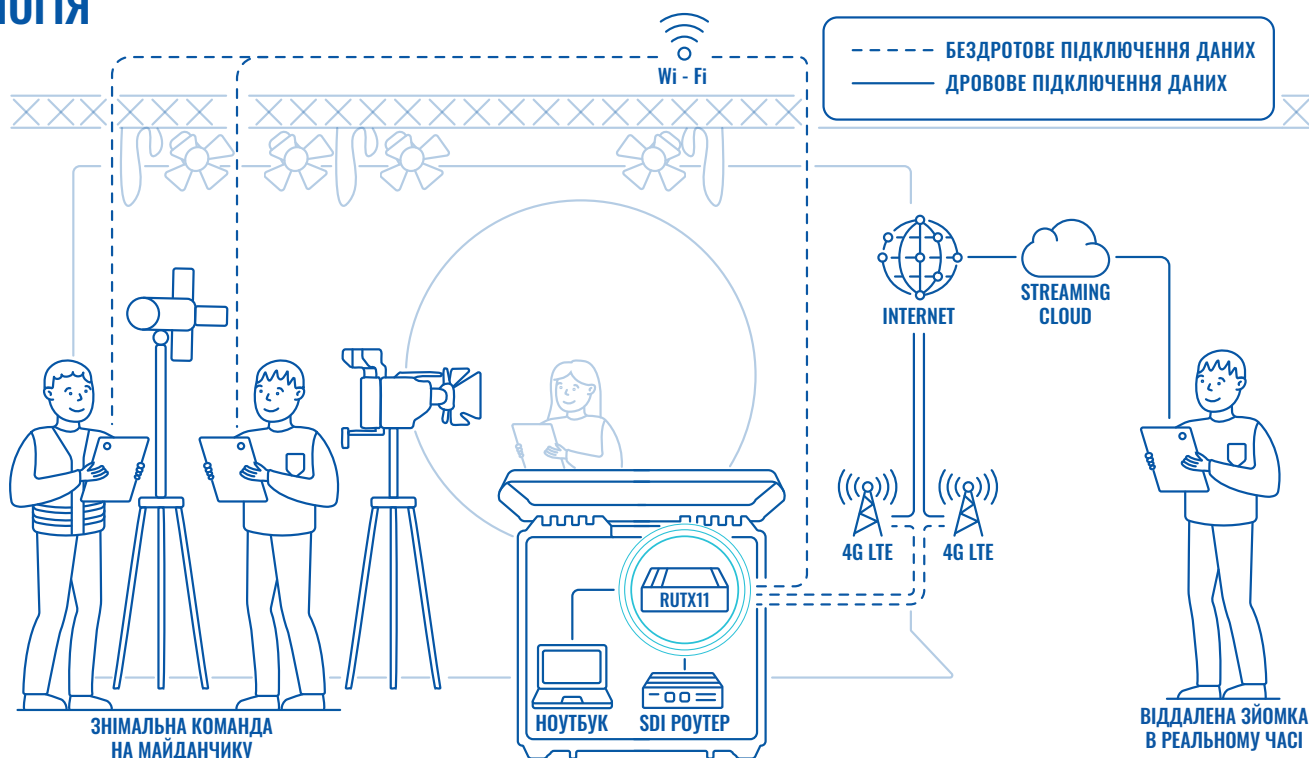 Wi - Fi
БЕЗДРОТОВЕ ПІДКЛЮЧЕННЯ ДАНИХ
ДРОВОВЕ ПІДКЛЮЧЕННЯ ДАНИХ
INTERNET
STREAMING
CLOUD
4G LTE
4G LTE
RUTX11
НОУТБУК
SDI РОУТЕР
ЗНІМАЛЬНА КОМАНДА
НА МАЙДАНЧИКУ
ВІДДАЛЕНА ЗЙОМКА
В РЕАЛЬНОМУ ЧАСІ